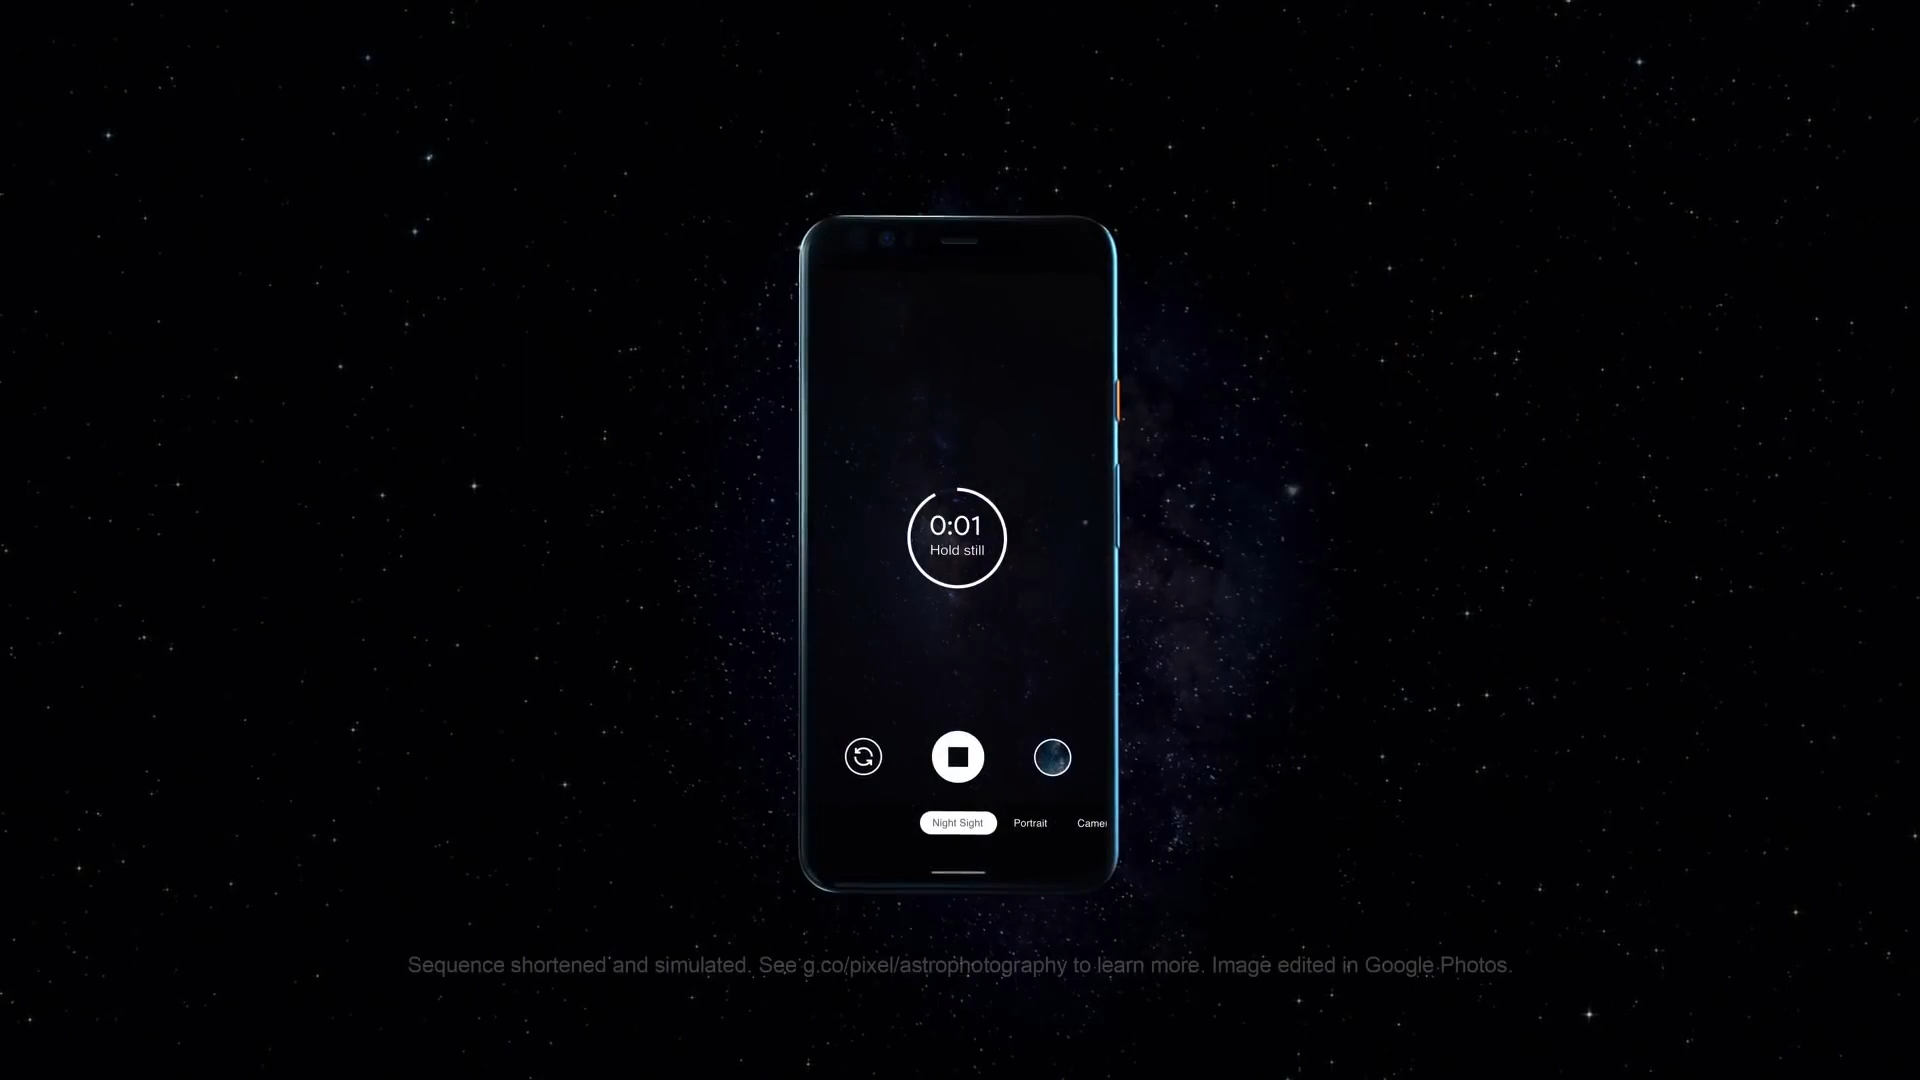 0:01
Hold still
Night Sight Portrait Camer
Sequence shortened and simulated. See g.co/pixel/astrophotography to learn more. Image edited in Google Photos.